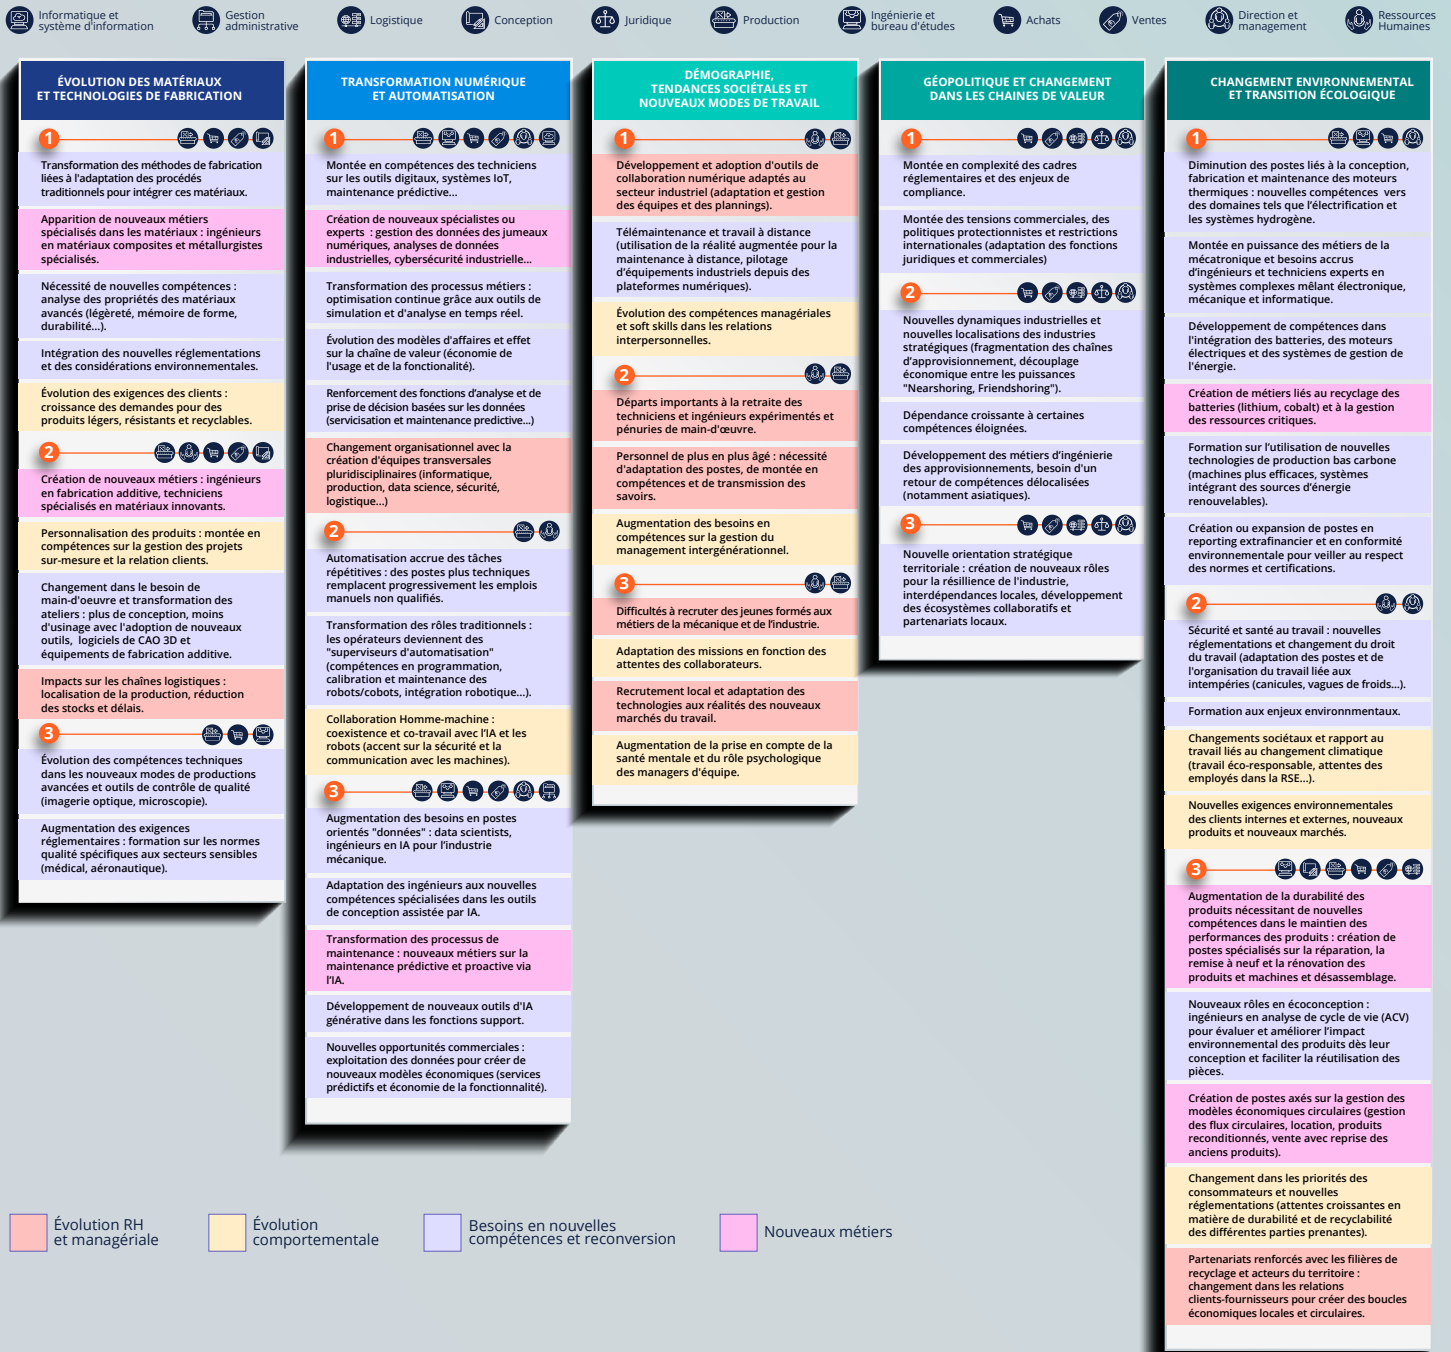 Informatique et
système d'information
Gestion
administrative
Logistique
Conception
Juridique
Production
Ingénierie et
bureau d'études
Achats
Ventes
Direction et
management
Ressources
Humaines
ÉVOLUTION DES MATÉRIAUX
ET TECHNOLOGIES DE FABRICATION
1
Transformation des méthodes de fabrication
liées à l'adaptation des procédés
traditionnels pour intégrer ces matériaux.
Apparition de nouveaux métiers
spécialisés dans les matériaux : ingénieurs
en matériaux composites et métallurgistes
spécialisés.
Nécessité de nouvelles compétences :
analyse des propriétés des matériaux
avancés (légèreté, mémoire de forme,
durabilité...).
Intégration des nouvelles réglementations
et des considérations environnementales.
Évolution des exigences des clients :
croissance des demandes pour des
produits légers, résistants et recyclables.
2
Création de nouveaux métiers : ingénieurs
en fabrication additive, techniciens
spécialisés en matériaux innovants.
Personnalisation des produits : montée en
compétences sur la gestion des projets
sur-mesure et la relation clients.
Changement dans le besoin de
main-d'oeuvre et transformation des
ateliers : plus de conception, moins
d'usinage avec l'adoption de nouveaux
outils, logiciels de CAO 3D et
équipements de fabrication additive.
Impacts sur les chaînes logistiques :
localisation de la production, réduction
des stocks et délais.
3
Évolution des compétences techniques
dans les nouveaux modes de productions
avancées et outils de contrôle de qualité
(imagerie optique, microscopie).
Augmentation des exigences
réglementaires : formation sur les normes
qualité spécifiques aux secteurs sensibles
(médical, aéronautique).
TRANSFORMATION NUMÉRIQUE
ET AUTOMATISATION
1
Montée en compétences des techniciens
sur les outils digitaux, systèmes IoT,
maintenance prédictive...
Création de nouveaux spécialistes ou
experts : gestion des données des jumeaux
numériques, analyses de données
industrielles, cybersécurité industrielle...
Transformation des processus métiers :
optimisation continue grâce aux outils de
simulation et d'analyse en temps réel.
Évolution des modèles d'affaires et effet
sur la chaîne de valeur (économie de
l'usage et de la fonctionalité).
Renforcement des fonctions d'analyse et de
prise de décision basées sur les données
(servicisation et maintenance predictive...)
Changement organisationnel avec la
création d'équipes transversales
pluridisciplinaires (informatique,
production, data science, sécurité,
logistique...)
2
Automatisation accrue des tâches
répétitives : des postes plus techniques
remplacent progressivement les emplois
manuels non qualifiés.
Transformation des rôles traditionnels :
les opérateurs deviennent des
"superviseurs d'automatisation"
(compétences en programmation,
calibration et maintenance des
robots/cobots, intégration robotique...).
Collaboration Homme-machine :
coexistence et co-travail avec l'IA et les
robots (accent sur la sécurité et la
communication avec les machines).
3
Augmentation des besoins en postes
orientés "données" : data scientists,
ingénieurs en IA pour l'industrie
mécanique.
Adaptation des ingénieurs aux nouvelles
compétences spécialisées dans les outils
de conception assistée par IA.
Transformation des processus de
maintenance : nouveaux métiers sur la
maintenance prédictive et proactive via
l'IA.
Développement de nouveaux outils d'IA
générative dans les fonctions support.
Nouvelles opportunités commerciales :
exploitation des données pour créer de
nouveaux modèles économiques (services
prédictifs et économie de la fonctionnalité).
DÉMOGRAPHIE,
TENDANCES SOCIÉTALES ET
NOUVEAUX MODES DE TRAVAIL
1
Développement et adoption d'outils de
collaboration numérique adaptés au
secteur industriel (adaptation et gestion
des équipes et des plannings).
Télémaintenance et travail à distance
(utilisation de la réalité augmentée pour la
maintenance à distance, pilotage
d'équipements industriels depuis des
plateformes numériques).
Évolution des compétences managériales
et soft skills dans les relations
interpersonnelles.
2
Départs importants à la retraite des
techniciens et ingénieurs expérimentés et
pénuries de main-d'œuvre.
Personnel de plus en plus âgé : nécessité
d'adaptation des postes, de montée en
compétences et de transmission des
savoirs.
Augmentation des besoins en
compétences sur la gestion du
management intergénérationnel.
3
Difficultés à recruter des jeunes formés aux
métiers de la mécanique et de l'industrie.
Adaptation des missions en fonction des
attentes des collaborateurs.
Recrutement local et adaptation des
technologies aux réalités des nouveaux
marchés du travail.
Augmentation de la prise en compte de la
santé mentale et du rôle psychologique
des managers d'équipe.
GÉOPOLITIQUE ET CHANGEMENT
DANS LES CHAINES DE VALEUR
1
Montée en complexité des cadres
réglementaires et des enjeux de
compliance.
Montée des tensions commerciales, des
politiques protectionnistes et restrictions
internationales (adaptation des fonctions
juridiques et commerciales)
2
Nouvelles dynamiques industrielles et
nouvelles localisations des industries
stratégiques (fragmentation des chaînes
d'approvisionnement, découplage
économique entre les puissances
"Nearshoring, Friendshoring").
Dépendance croissante à certaines
compétences éloignées.
Développement des métiers d'ingénierie
des approvisionnements, besoin d'un
retour de compétences délocalisées
(notamment asiatiques).
3
Nouvelle orientation stratégique
territoriale : création de nouveaux rôles
pour la résillience de l'industrie,
interdépendances locales, développement
des écosystèmes collaboratifs et
partenariats locaux.
CHANGEMENT ENVIRONNEMENTAL
ET TRANSITION ÉCOLOGIQUE
1
Diminution des postes liés à la conception,
fabrication et maintenance des moteurs
thermiques : nouvelles compétences vers
des domaines tels que l'électrification et
les systèmes hydrogène.
Montée en puissance des métiers de la
mécatronique et besoins accrus
d'ingénieurs et techniciens experts en
systèmes complexes mêlant électronique,
mécanique et informatique.
Développement de compétences dans
l'intégration des batteries, des moteurs
électriques et des systèmes de gestion de
l'énergie.
Création de métiers liés au recyclage des
batteries (lithium, cobalt) et à la gestion
des ressources critiques.
Formation sur l'utilisation de nouvelles
technologies de production bas carbone
(machines plus efficaces, systèmes
intégrant des sources d'énergie
renouvelables).
Création ou expansion de postes en
reporting extrafinancier et en conformité
environnementale pour veiller au respect
des normes et certifications.
2
Sécurité et santé au travail : nouvelles
réglementations et changement du droit
du travail (adaptation des postes et de
l'organisation du travail liée aux
intempéries (canicules, vagues de froids...).
Formation aux enjeux environnmentaux.
Changements sociétaux et rapport au
travail liés au changement climatique
(travail éco-responsable, attentes des
employés dans la RSE...).
Nouvelles exigences environnementales
des clients internes et externes, nouveaux
produits et nouveaux marchés.
3
Augmentation de la durabilité des
produits nécessitant de nouvelles
compétences dans le maintien des
performances des produits : création de
postes spécialisés sur la réparation, la
remise à neuf et la rénovation des
produits et machines et désassemblage.
Nouveaux rôles en écoconception :
ingénieurs en analyse de cycle de vie (ACV)
pour évaluer et améliorer l'impact
environnemental des produits dès leur
conception et faciliter la réutilisation des
pièces.
Création de postes axés sur la gestion des
modèles économiques circulaires (gestion
des flux circulaires, location, produits
reconditionnés, vente avec reprise des
anciens produits).
Changement dans les priorités des
consommateurs et nouvelles
réglementations (attentes croissantes en
matière de durabilité et de recyclabilité
des différentes parties prenantes).
Partenariats renforcés avec les filières de
recyclage et acteurs du territoire :
changement dans les relations
clients-fournisseurs pour créer des boucles
économiques locales et circulaires.
Évolution RH
et managériale
Évolution
comportementale
Besoins en nouvelles
compétences et reconversion
Nouveaux métiers